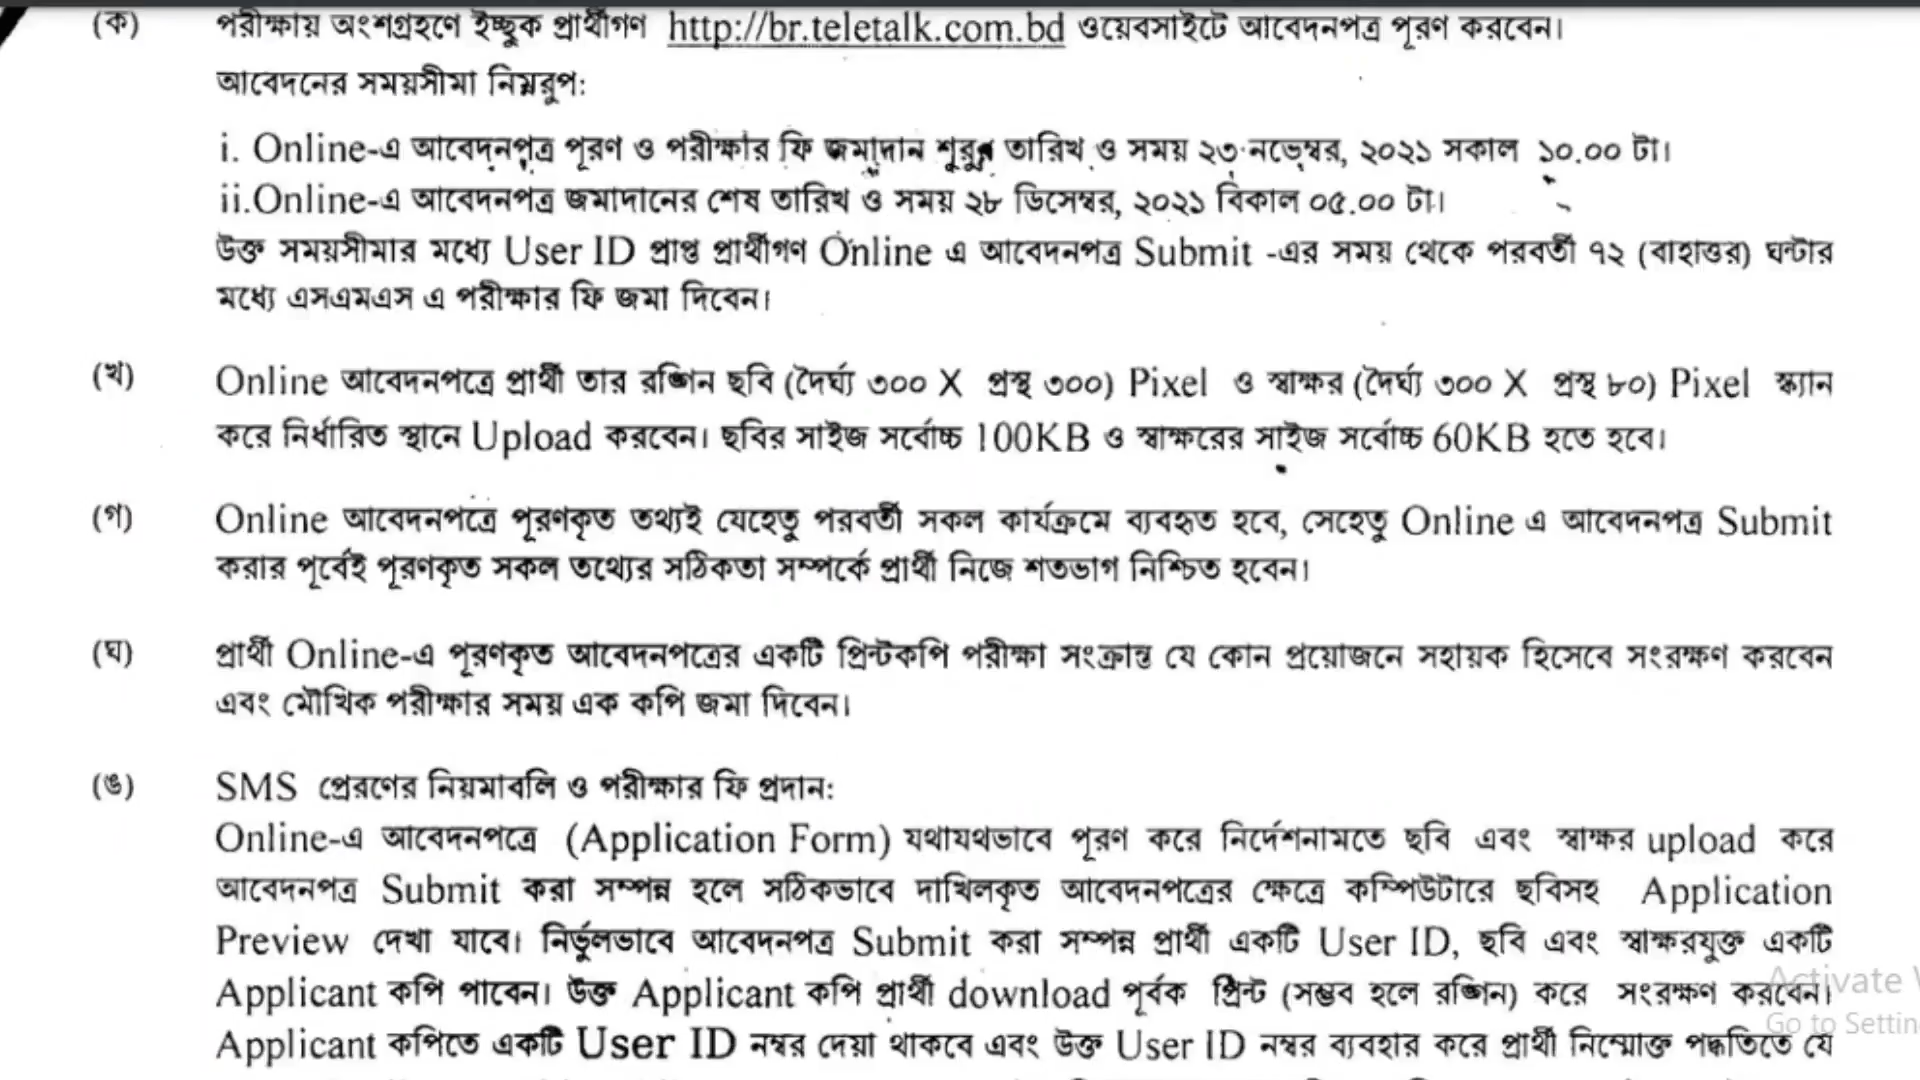 (ক) পরীক্ষায় অংশগ্রহণে ইচ্ছুক প্রার্থীগণ http://br.teletalk.com.bd ওয়েবসাইটে আবেদনপত্র পূরণ করবেন।
আবেদনের সময়সীমা নিম্নরুপ:
i. Online-এ আবেদনপত্র পূরণ ও পরীক্ষার ফি জমাদান শুরুর তারিখ ও সময় ২৩ নভেম্বর, ২০২১ সকাল ১০.০০ টা।
ii.Online-এ আবেদনপত্র জমাদানের শেষ তারিখ ও সময় ২৮ ডিসেম্বর, ২০২১ বিকাল ০৫.০০ টা।
উক্ত সময়সীমার মধ্যে User ID প্রাপ্ত প্রার্থীগণ Online এ আবেদনপত্র Submit -এর সময় থেকে পরবর্তী ৭২ (বাহাত্তর) ঘন্টার
মধ্যে এসএমএস এ পরীক্ষার ফি জমা দিবেন।
(খ) Online আবেদনপত্রে প্রার্থী তার রঙ্গিন ছবি (দৈর্ঘ্য ৩০০ X প্রস্থ ৩০০) Pixel ও স্বাক্ষর (দৈর্ঘ্য ৩০০ X প্রস্থ ৮০) Pixel স্ক্যান
করে নির্ধারিত স্থানে Upload করবেন। ছবির সাইজ সর্বোচ্চ 100KB ও স্বাক্ষরের সাইজ সর্বোচ্চ 60KB হতে হবে।
(গ) Online আবেদনপত্রে পূরণকৃত তথ্যই যেহেতু পরবর্তী সকল কার্যক্রমে ব্যবহৃত হবে, সেহেতু Online এ আবেদনপত্র Submit
করার পূর্বেই পূরণকৃত সকল তথ্যের সঠিকতা সম্পর্কে প্রার্থী নিজে শতভাগ নিশ্চিত হবেন।
(ঘ) প্রার্থী Online-এ পূরণকৃত আবেদনপত্রের একটি প্রিন্টকপি পরীক্ষা সংক্রান্ত যে কোন প্রয়োজনে সহায়ক হিসেবে সংরক্ষণ করবেন
এবং মৌখিক পরীক্ষার সময় এক কপি জমা দিবেন।
(ঙ) SMS প্রেরণের নিয়মাবলি ও পরীক্ষার ফি প্রদান:
Online-এ আবেদনপত্রে (Application Form) যথাযথভাবে পূরণ করে নির্দেশনামতে ছবি এবং স্বাক্ষর upload করে
আবেদনপত্র Submit করা সম্পন্ন হলে সঠিকভাবে দাখিলকৃত আবেদনপত্রের ক্ষেত্রে কম্পিউটারে ছবিসহ Application
Preview দেখা যাবে। নির্ভুলভাবে আবেদনপত্র Submit করা সম্পন্ন প্রার্থী একটি User ID, ছবি এবং স্বাক্ষরযুক্ত একটি
Applicant কপি পাবেন। উক্ত Applicant কপি প্রার্থী download পূর্বক প্রিন্ট (সম্ভব হলে রঙ্গিন) করে সংরক্ষণ করবেন।
Applicant কপিতে একটি User ID নম্বর দেয়া থাকবে এবং উক্ত User ID নম্বর ব্যবহার করে প্রার্থী নিম্মোক্ত পদ্ধতিতে যে
Activate
Go to Settin